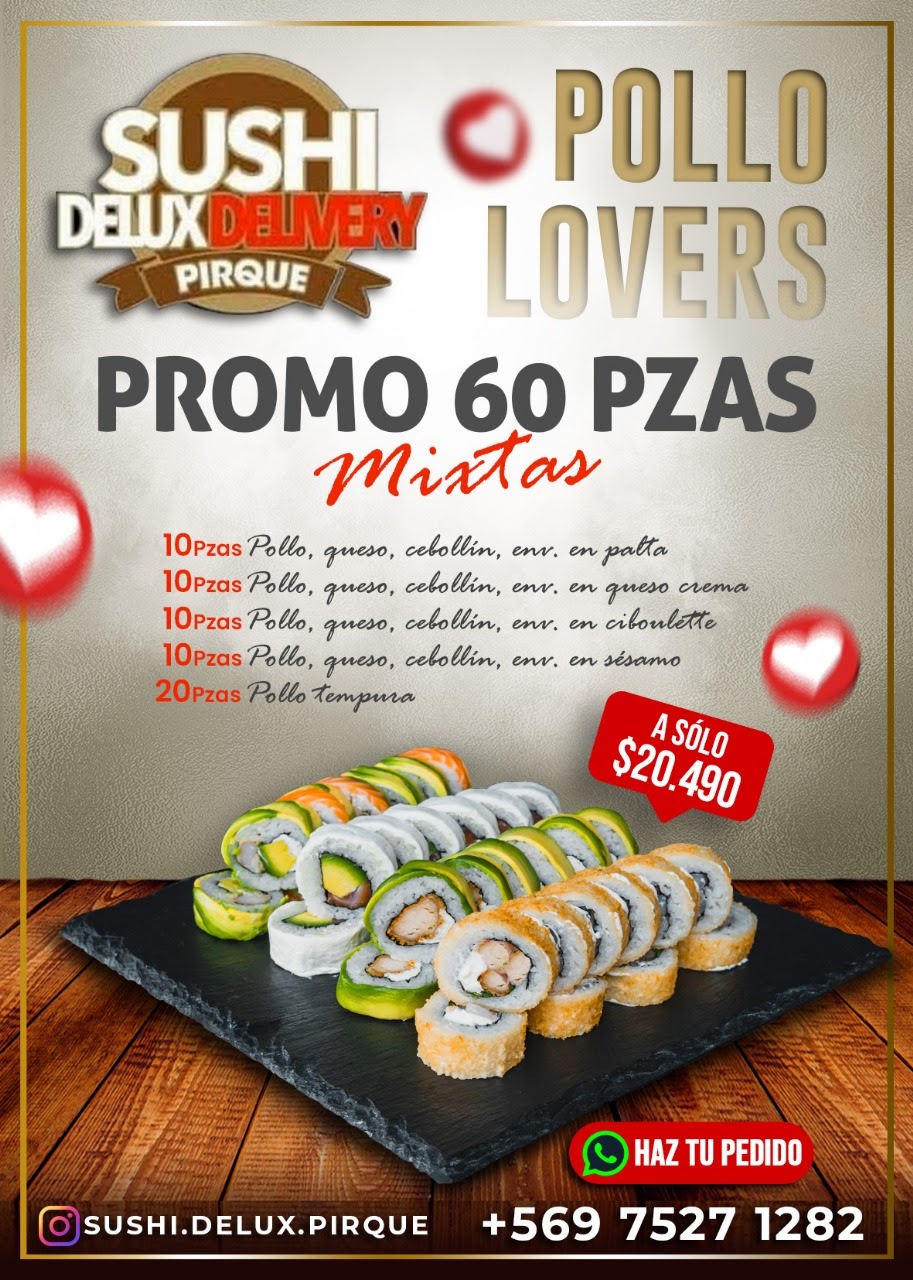 SUSHI
DELUX DELIVERY
PIRQUE
POLLO
LOVERS
PROMO 60 PZAS
Mixtas
10Pzas Pollo, queso, cebollín, env. en palta
10Pzas Pollo, queso, cebollín, env. en queso crema
10Pzas Pollo, queso, cebollín, env. en ciboulette
10Pzas Pollo, queso, cebollín, env. en sésamo
20Pzas Pollo tempura
A SÓLO
$20.490
HAZ TU PEDIDO
SUSHI.DELUX.PIRQUE +569 7527 1282